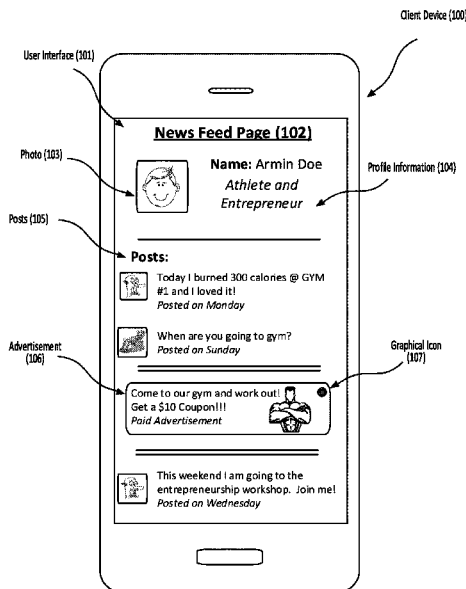 Client Device (100)
User Interface (101)
News Feed Page (102)
Photo (103)
Name: Armin Doe
Athlete and
Entrepreneur
Profile Information (104)
Posts (105)
Posts:
Today I burned 300 calories @ GYM
#1 and I loved it!
Posted on Monday
When are you going to gym?
Posted on Sunday
Advertisement
(106)
Graphical Icon
(107)
Come to our gym and work out!
Get a $10 Coupon!!!
Paid Advertisement
This weekend I am going to the
entrepreneurship workshop. Join me!
Posted on Wednesday